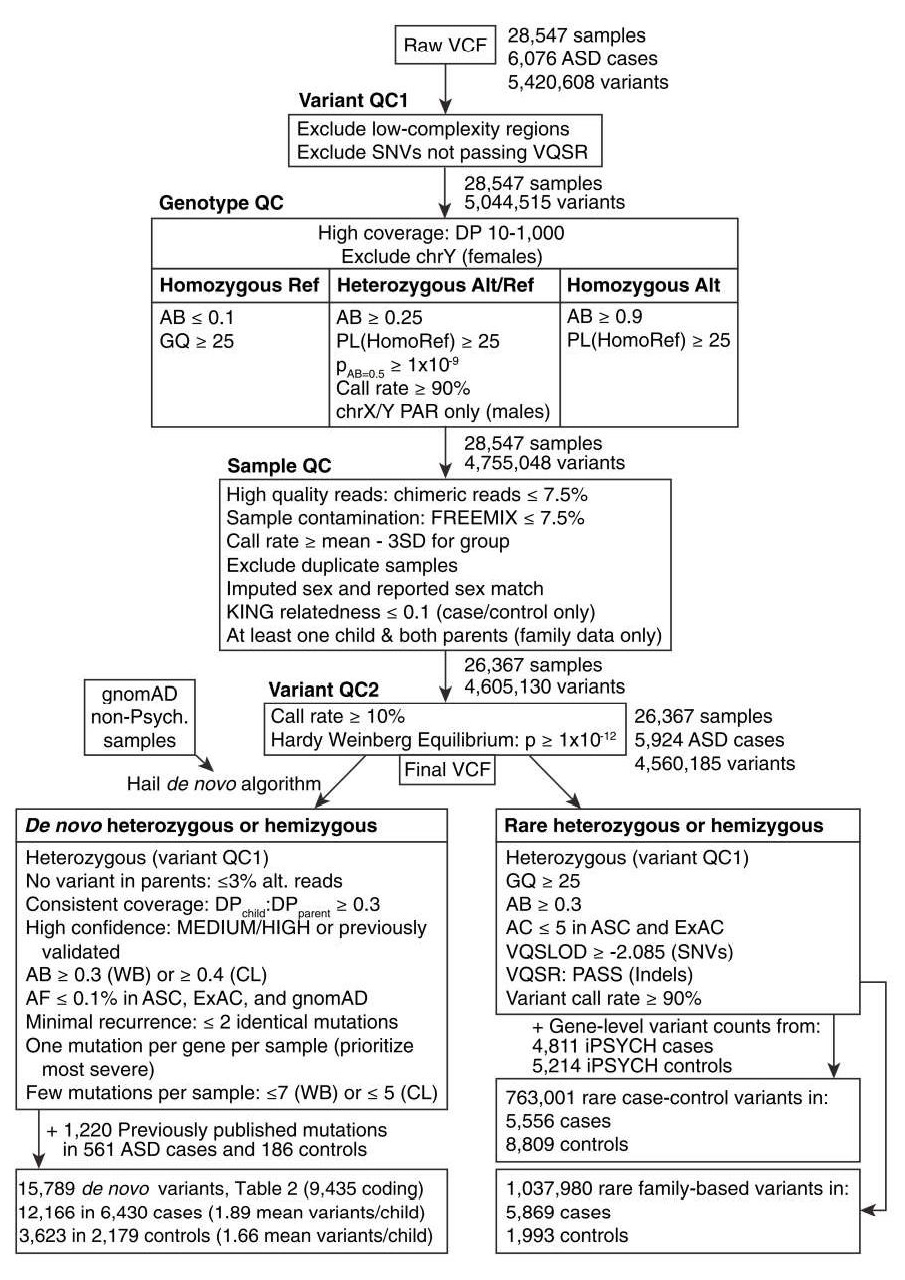 Raw VCF
28,547 samples
6,076 ASD cases
5,420,608 variants
Variant QC1
Exclude low-complexity regions
Exclude SNVs not passing VQSR
28,547 samples
5,044,515 variants
Genotype QC
High coverage: DP 10-1,000
Exclude chrY (females)
Homozygous Ref
AB ≤ 0.1
GQ ≥ 25
Heterozygous Alt/Ref
AB ≥ 0.25
PL(HomoRef) ≥ 25
pAB=0.5 ≥ 1x10-9
Call rate ≥ 90%
chrX/Y PAR only (males)
Homozygous Alt
AB ≥ 0.9
PL(HomoRef) ≥ 25
28,547 samples
4,755,048 variants
Sample QC
High quality reads: chimeric reads ≤ 7.5%
Sample contamination: FREEMIX ≤ 7.5%
Call rate ≥ mean - 3SD for group
Exclude duplicate samples
Imputed sex and reported sex match
KING relatedness ≤ 0.1 (case/control only)
At least one child & both parents (family data only)
26,367 samples
4,605,130 variants
Variant QC2
Call rate ≥ 10%
Hardy Weinberg Equilibrium: p ≥ 1x10-12
26,367 samples
5,924 ASD cases
4,560,185 variants
Final VCF
gnomAD
non-Psych.
samples
Hail de novo algorithm
De novo heterozygous or hemizygous
Heterozygous (variant QC1)
No variant in parents: ≤3% alt. reads
Consistent coverage: DPchild:DPparent ≥ 0.3
High confidence: MEDIUM/HIGH or previously
validated
AB ≥ 0.3 (WB) or ≥ 0.4 (CL)
AF ≤ 0.1% in ASC, ExAC, and gnomAD
Minimal recurrence: ≤ 2 identical mutations
One mutation per gene per sample (prioritize
most severe)
Few mutations per sample: ≤7 (WB) or ≤ 5 (CL)
+ 1,220 Previously published mutations
in 561 ASD cases and 186 controls
15,789 de novo variants, Table 2 (9,435 coding)
12,166 in 6,430 cases (1.89 mean variants/child)
3,623 in 2,179 controls (1.66 mean variants/child)
Rare heterozygous or hemizygous
Heterozygous (variant QC1)
GQ ≥ 25
AB ≥ 0.3
AC ≤ 5 in ASC and ExAC
VQSLOD ≥ -2.085 (SNVs)
VQSR: PASS (Indels)
Variant call rate ≥ 90%
+ Gene-level variant counts from:
4,811 iPSYCH cases
5,214 iPSYCH controls
763,001 rare case-control variants in:
5,556 cases
8,809 controls
1,037,980 rare family-based variants in:
5,869 cases
1,993 controls